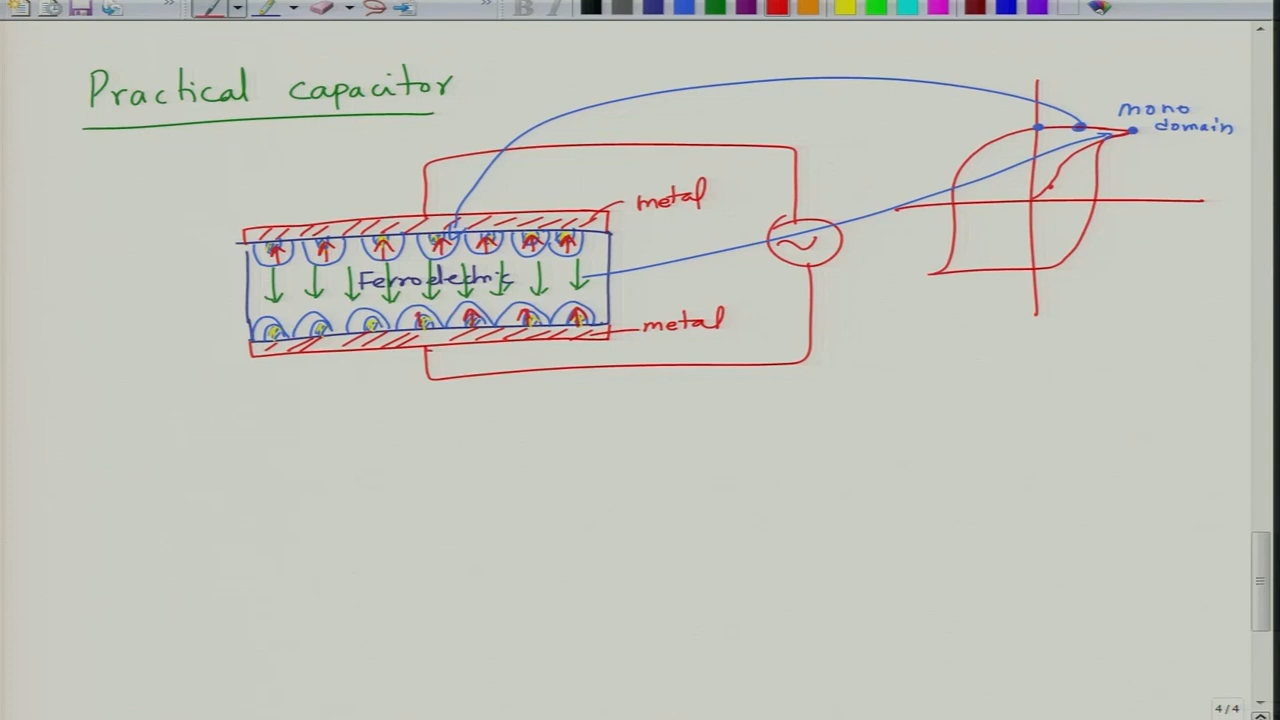 B I
Practical capacitor
mono
domain
metal
Ferroelectric
metal
4/4